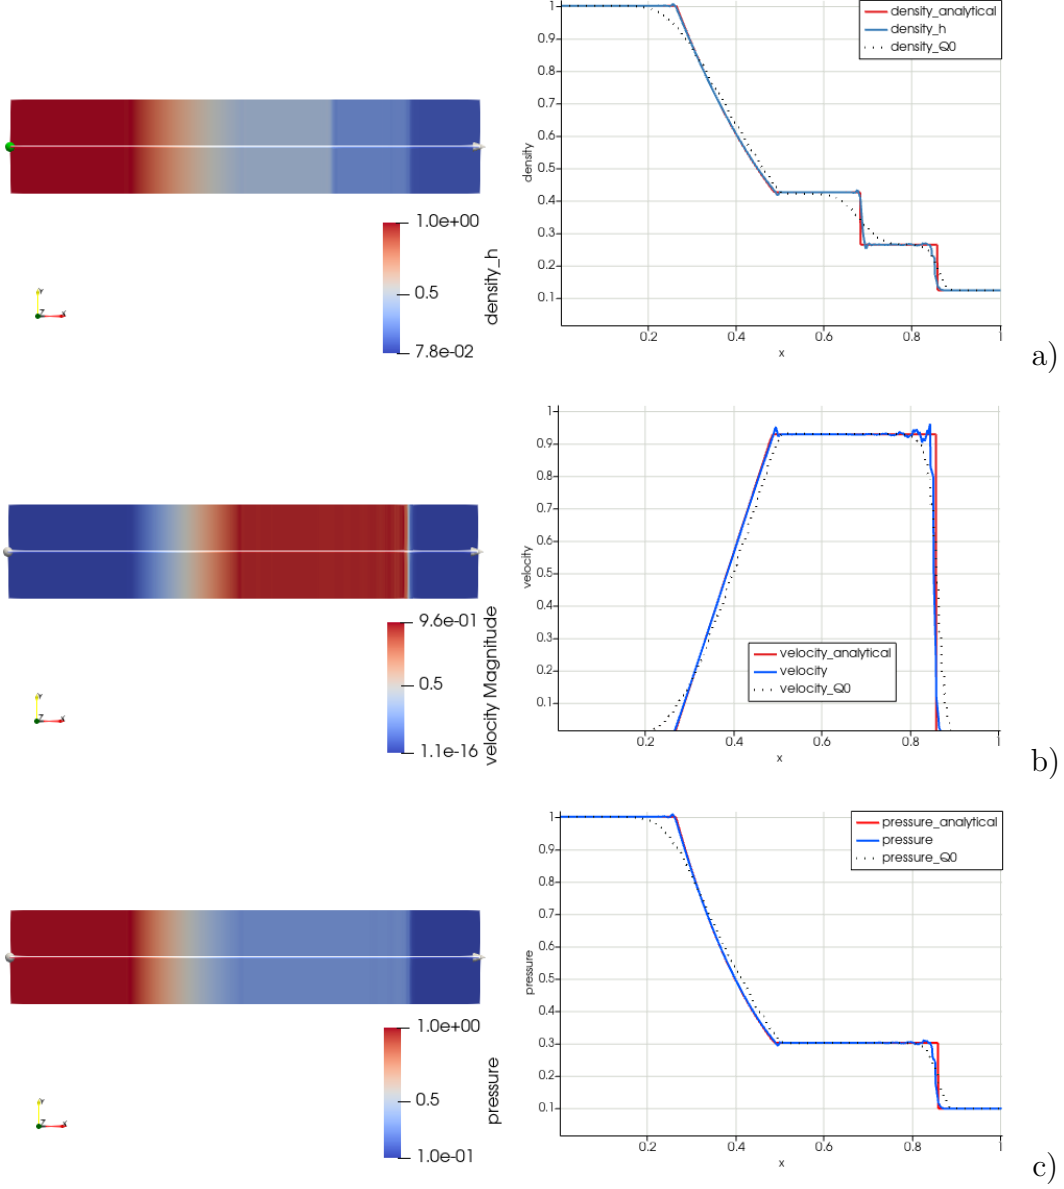 1.0e+00
0.5
7.8e-02
density_h
Y
Z
X
density_analytical
density_h
density_Q0
1
0.9
0.8
0.7
0.6
0.5
0.4
0.3
0.2
0.1
density
0.2
0.4
0.6
0.8
1
x
a)
9.6e-01
0.5
1.1e-16
velocity Magnitude
Y
Z
X
1
0.9
0.8
0.7
0.6
0.5
0.4
0.3
0.2
0.1
velocity
velocity_analytical
velocity
velocity_Q0
0.2
0.4
0.6
0.8
1
x
b)
1.0e+00
0.5
1.0e-01
pressure
Y
Z
X
pressure_analytical
pressure
pressure_Q0
1
0.9
0.8
0.7
0.6
0.5
0.4
0.3
0.2
0.1
pressure
0.2
0.4
0.6
0.8
1
x
c)